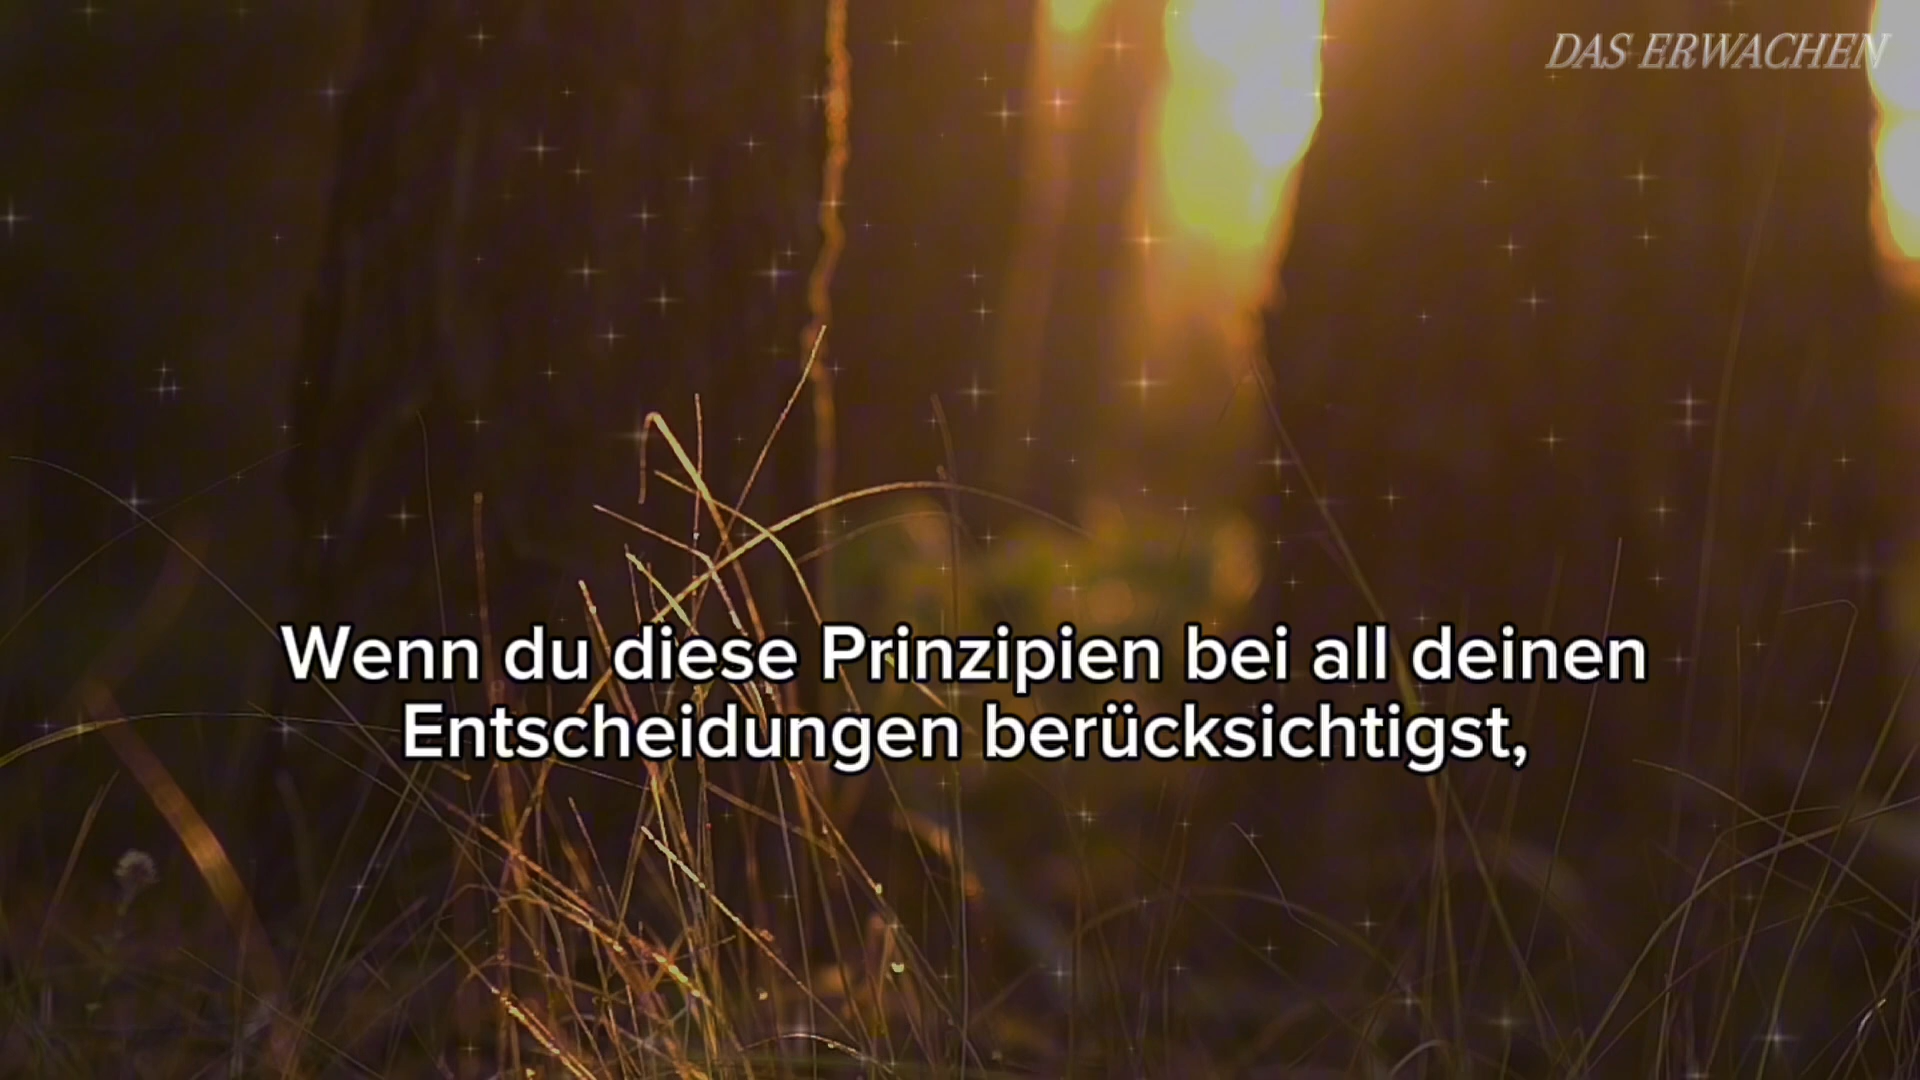 DAS ERWACHEN
Wenn du diese Prinzipien bei all deinen
Entscheidungen berücksichtigst,